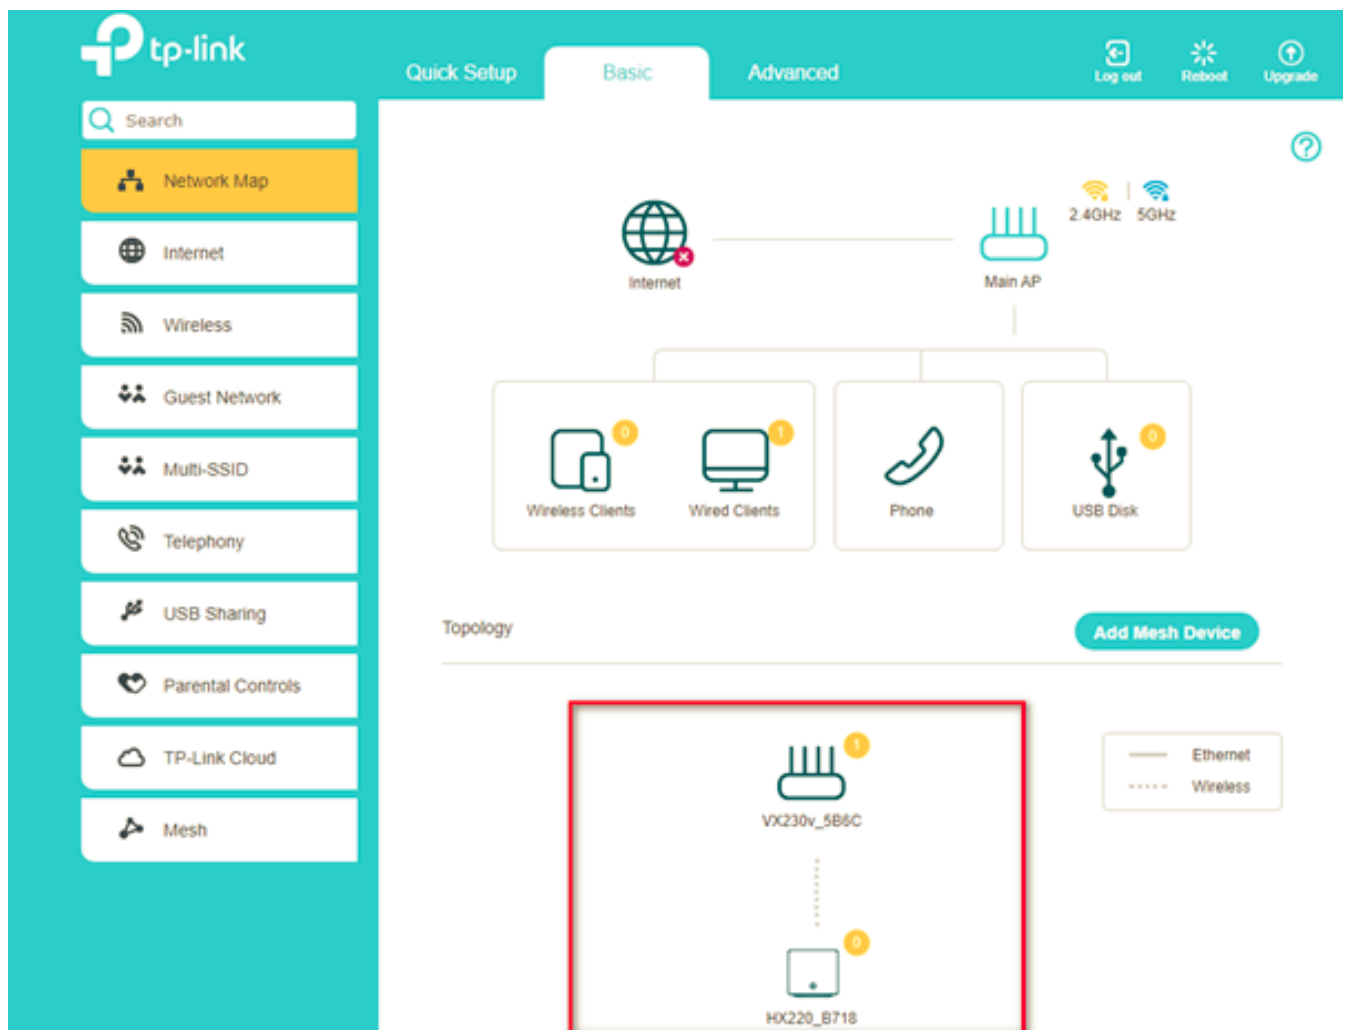 tp-link
Quick Setup
Basic
Advanced
Log out
Reboot
Upgrade
Search
Network Map
Internet
Wireless
Guest Network
Multi-SSID
Telephony
USB Sharing
Parental Controls
TP-Link Cloud
Mesh
?
2.4GHz
5GHz
Internet
Main AP
0
1
0
Wireless Clients
Wired Clients
Phone
USB Disk
Topology
Add Mesh Device
1
VX230v_5B6C
Ethernet
Wireless
0
HX220_B718